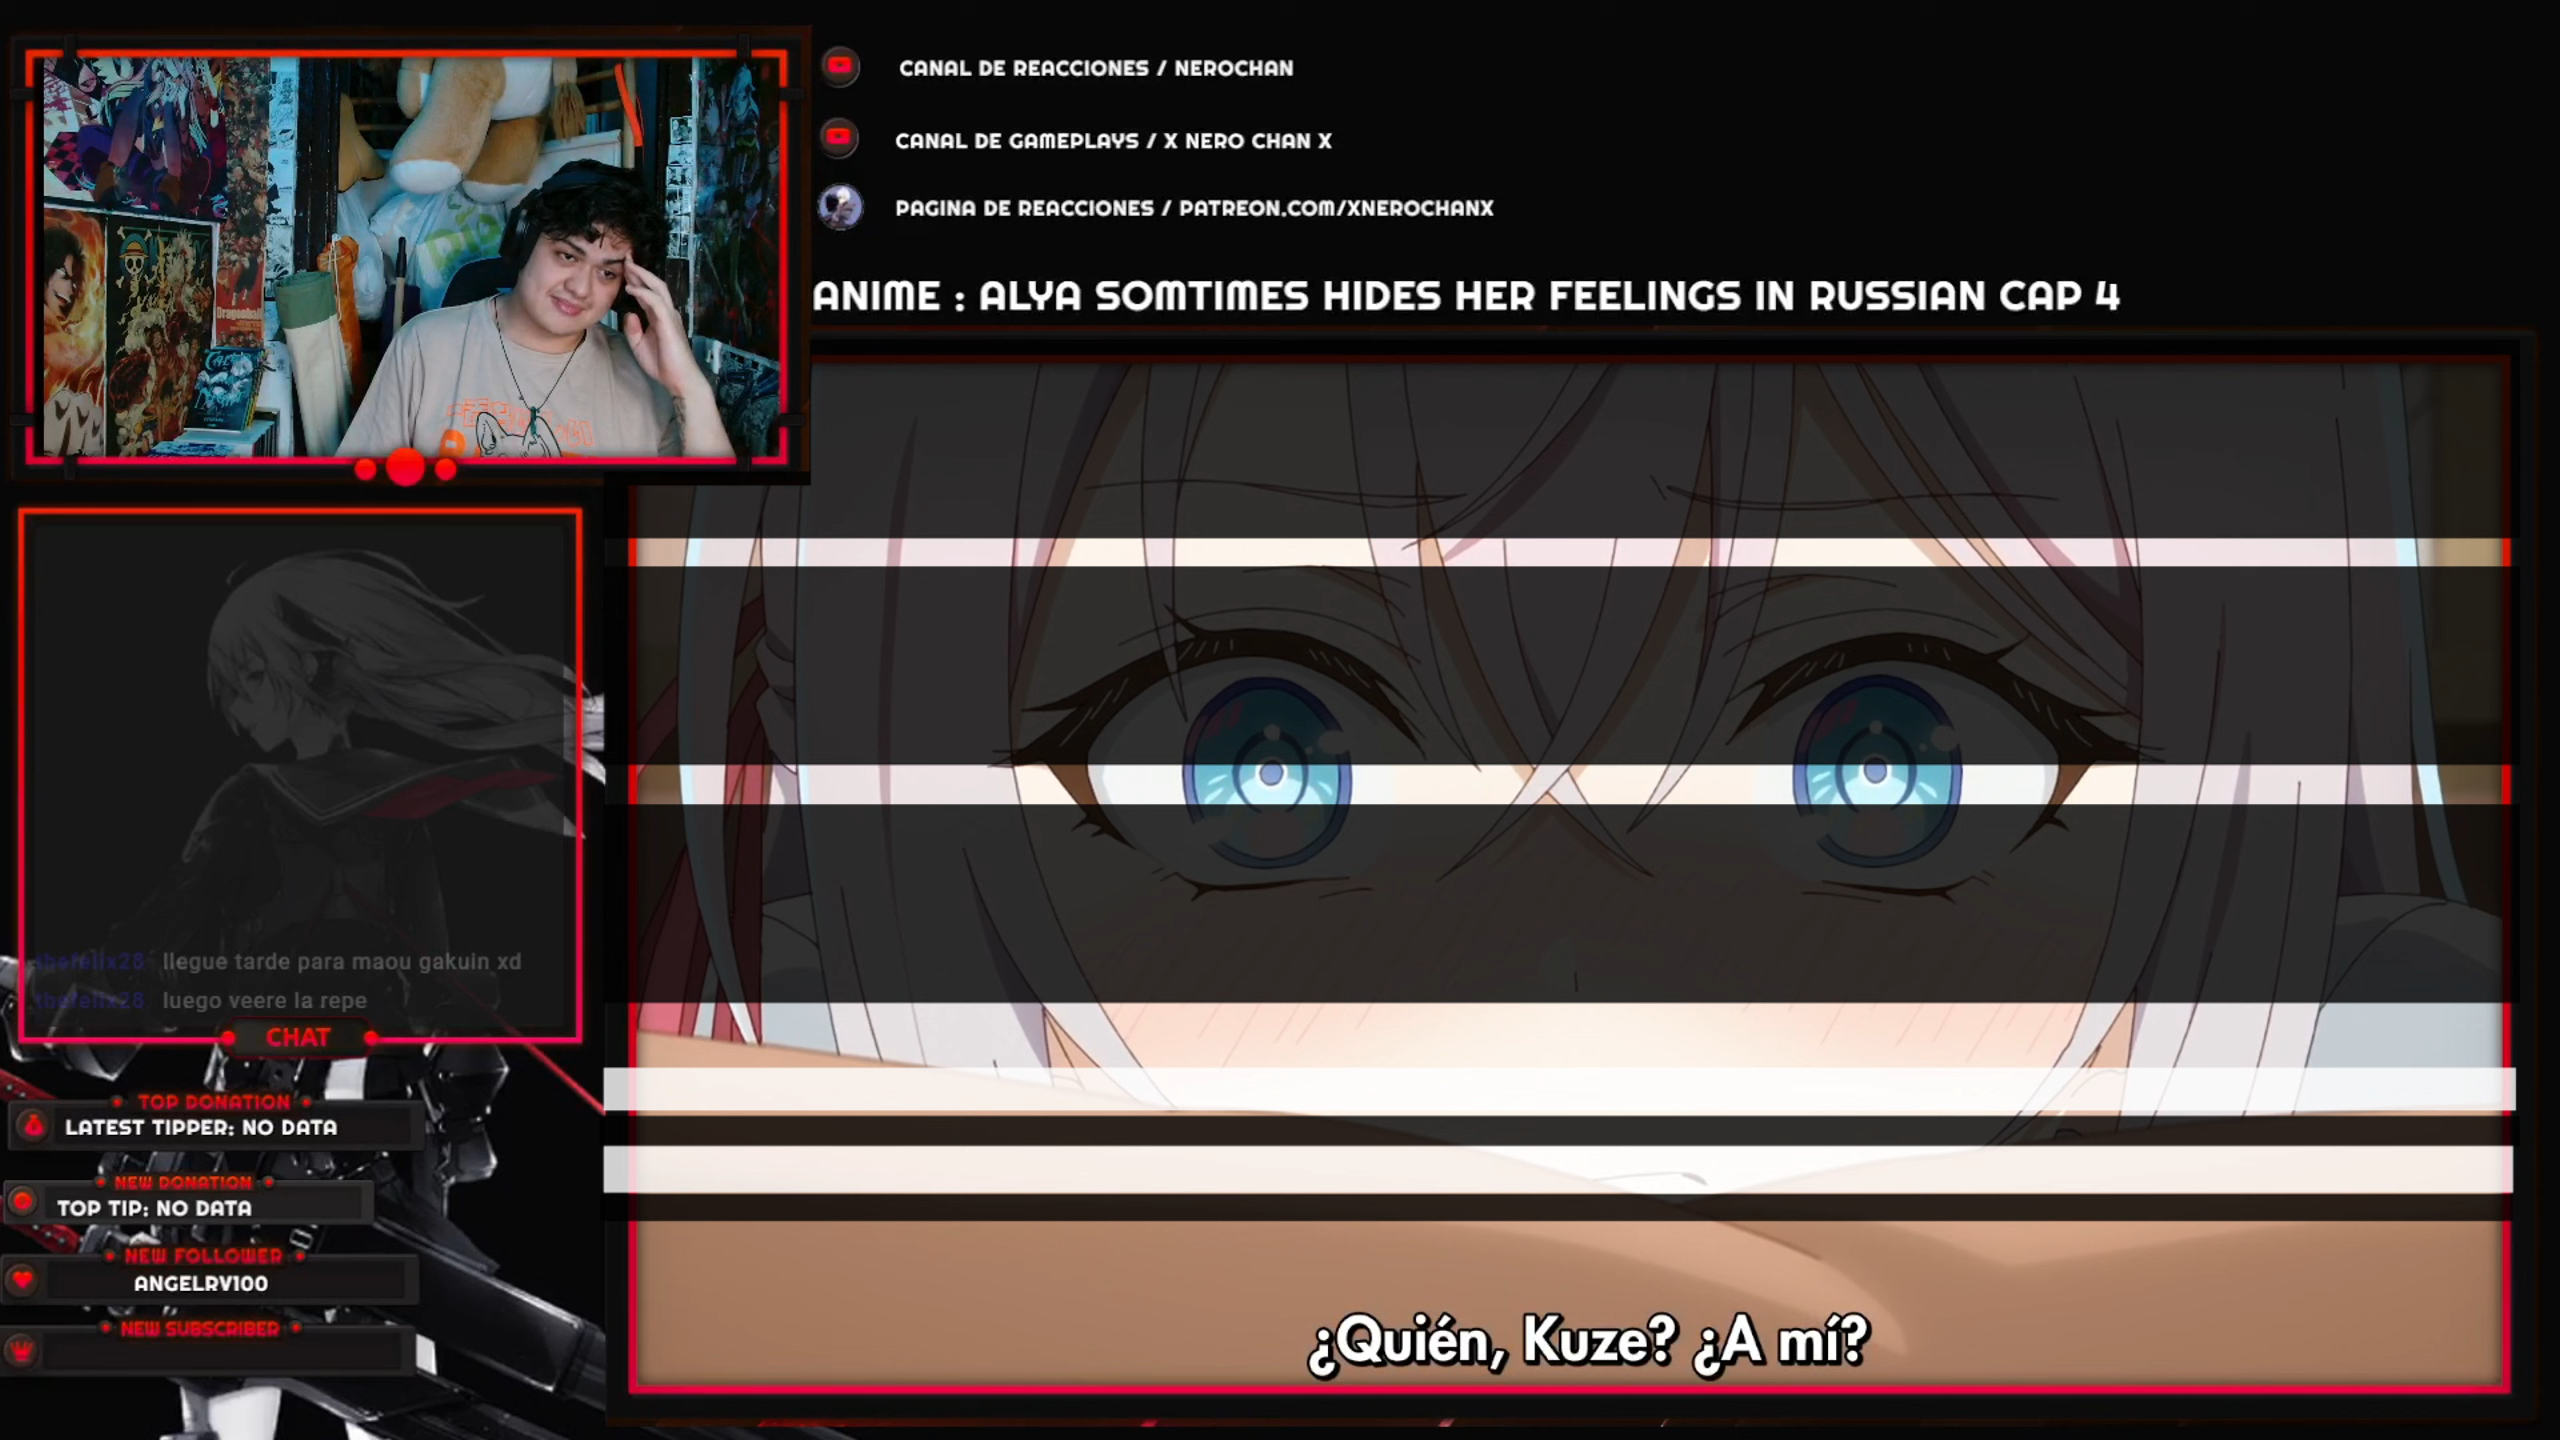 CANAL DE REACCIONES / NEROCHAN
CANAL DE GAMEPLAYS / X NERO CHAN X
PAGINA DE REACCIONES / PATREON.COM/XNEROCHANX
ANIME : ALYA SOMTIMES HIDES HER FEELINGS IN RUSSIAN CAP 4
thefelix28 llegue tarde para maou gakuin xd
thefelix28 luego veere la repe
CHAT
TOP DONATION
LATEST TIPPER: NO DATA
NEW DONATION
TOP TIP: NO DATA
NEW FOLLOWER
ANGELRV100
NEW SUBSCRIBER
¿Quién, Kuze? ¿A mí?